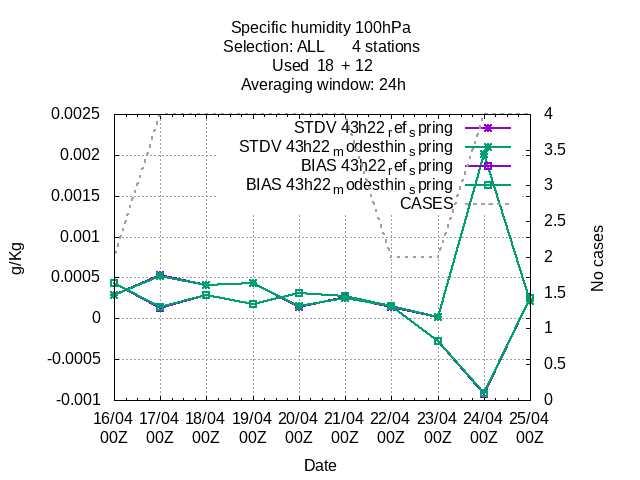 Specific humidity 100hPa
Selection: ALL 4 stations
Used 18 + 12
Averaging window: 24h
0.0025
0.002
0.0015
0.001
0.0005
0
-0.0005
-0.001
g/Kg
4
3.5
3
2.5
2
1.5
1
0.5
0
No cases
STDV 43h22refspring
STDV 43h22modesthinspring
BIAS 43h22refspring
BIAS 43h22modesthinspring
CASES
16/04 17/04 18/04 19/04 20/04 21/04 22/04 23/04 24/04 25/04
00Z 00Z 00Z 00Z 00Z 00Z 00Z 00Z 00Z 00Z
Date